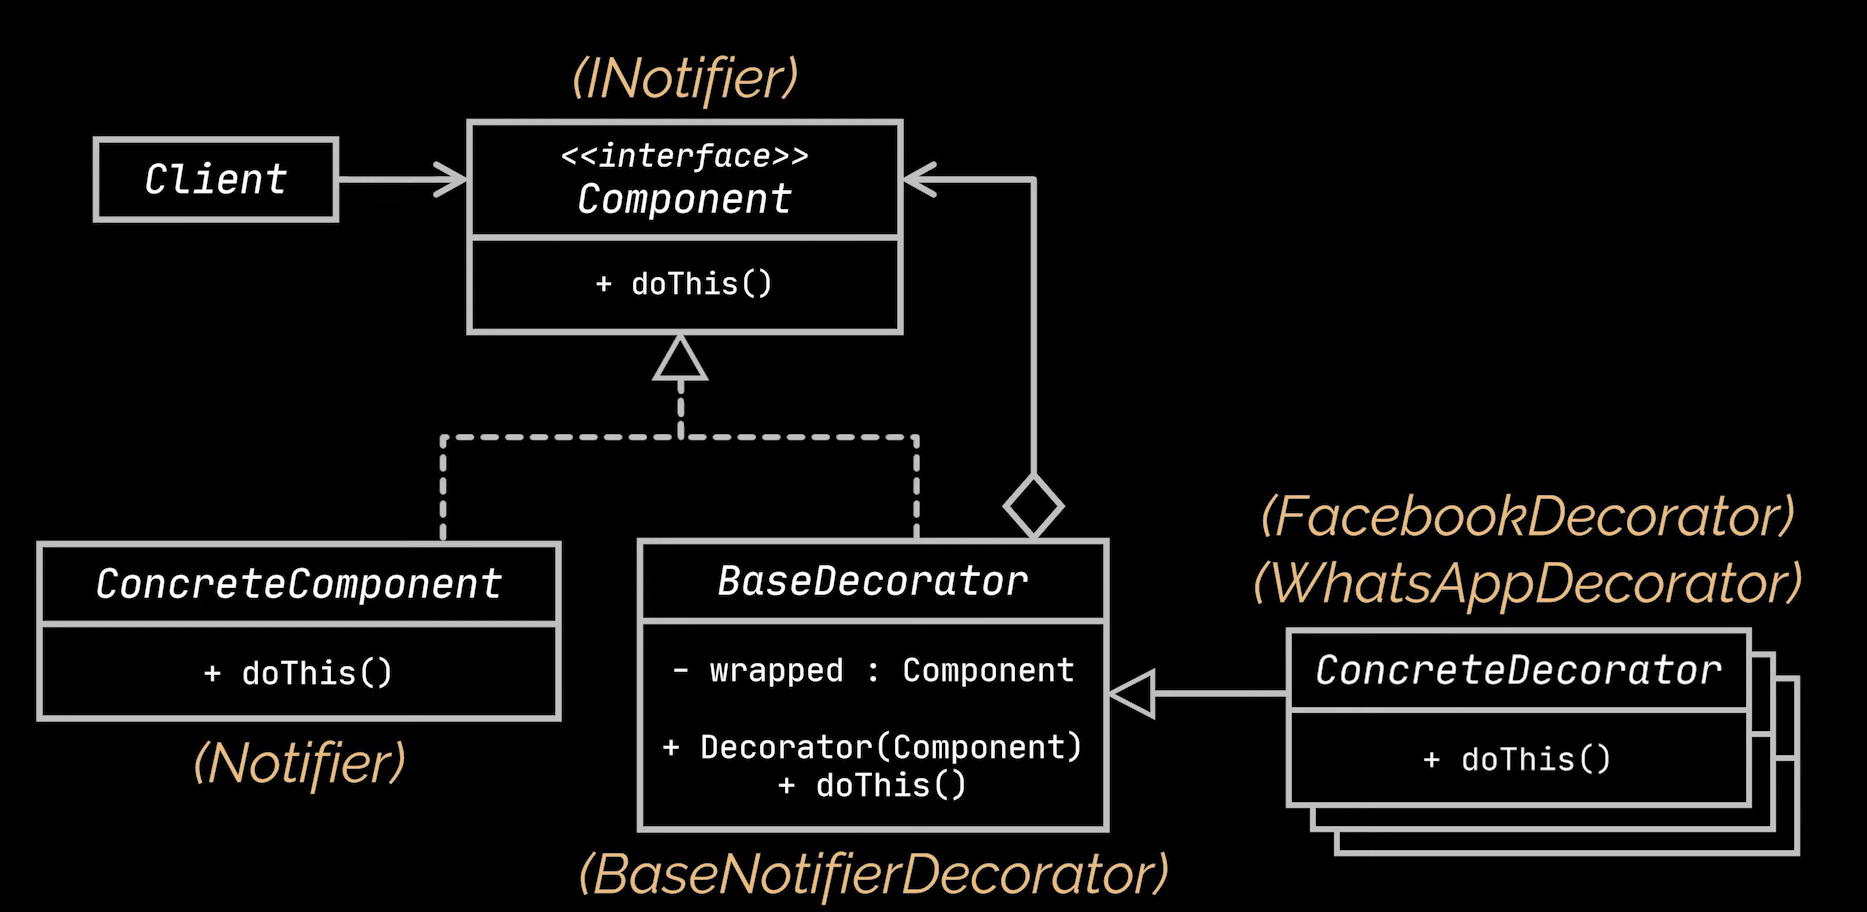 (INotifier)
Client
<<interface>>
Component
+ doThis()
ConcreteComponent
+ doThis()
(Notifier)
BaseDecorator
- wrapped : Component
+ Decorator(Component)
+ doThis()
(BaseNotifierDecorator)
(FacebookDecorator)
(WhatsAppDecorator)
ConcreteDecorator
+ doThis()